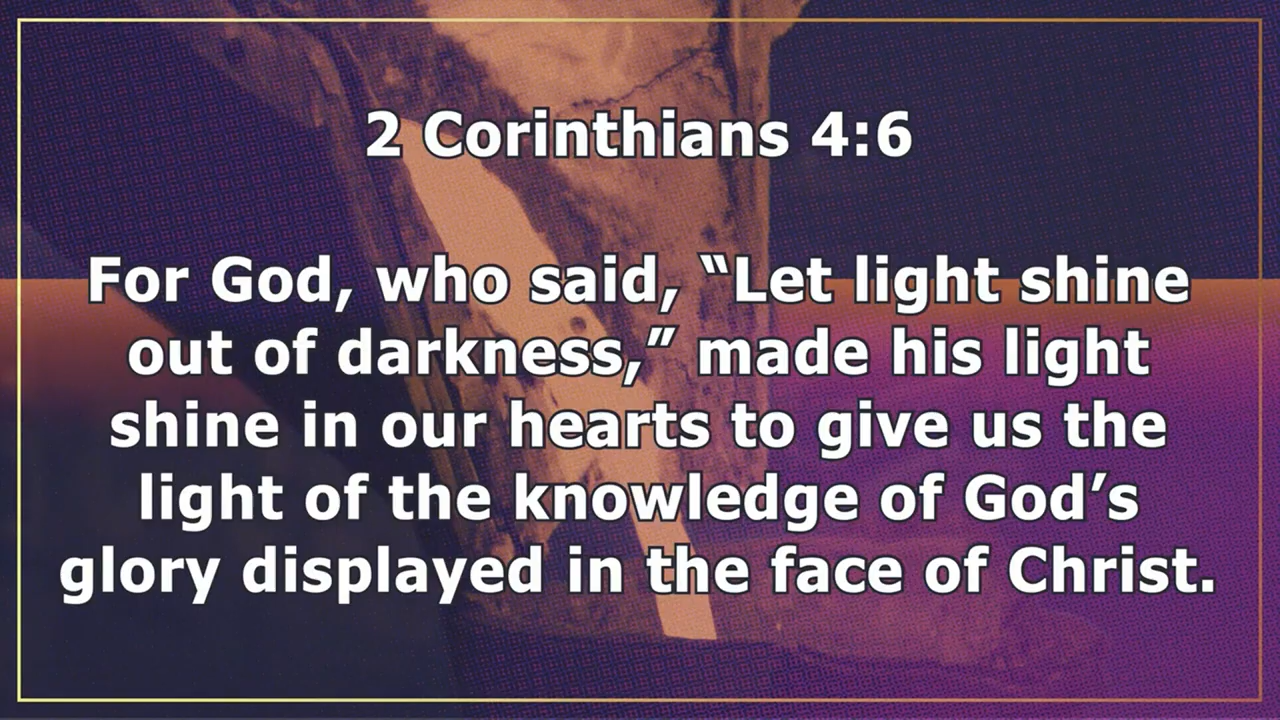 2 Corinthians 4:6
For God, who said, “Let light shine
out of darkness,” made his light
shine in our hearts to give us the
light of the knowledge of God’s
glory displayed in the face of Christ.